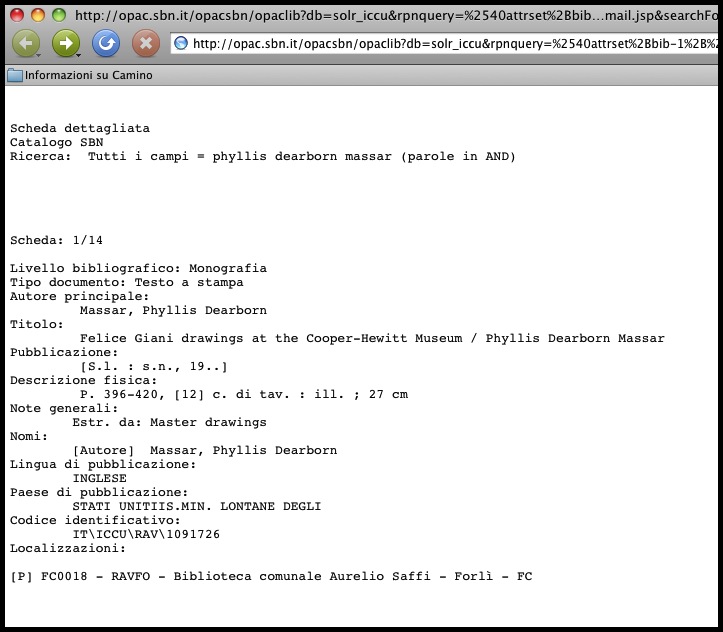 http://opac.sbn.it/opacsbn/opaclib?db=solr_iccu&rpnquery=%2540attrset%2Bbib...mail.jsp&searchFo
http://opac.sbn.it/opacsbn/opaclib?db=solr_iccu&rpnquery=%2540attrset%2Bbib-1%2B%2
Informazioni su Camino
Scheda dettagliata
Catalogo SBN
Ricerca:  Tutti i campi = phyllis dearborn massar (parole in AND)
Scheda: 1/14
Livello bibliografico: Monografia
Tipo documento: Testo a stampa
Autore principale:
Massar, Phyllis Dearborn
Titolo:
Felice Giani drawings at the Cooper-Hewitt Museum / Phyllis Dearborn Massar
Pubblicazione:
[S.l. : s.n., 19..]
Descrizione fisica:
P. 396-420, [12] c. di tav. : ill. ; 27 cm
Note generali:
Estr. da: Master drawings
Nomi:
[Autore]  Massar, Phyllis Dearborn
Lingua di pubblicazione:
INGLESE
Paese di pubblicazione:
STATI UNITIIS.MIN. LONTANE DEGLI
Codice identificativo:
IT\ICCU\RAV\1091726
Localizzazioni:
[P] FC0018 - RAVFO - Biblioteca comunale Aurelio Saffi - Forlì - FC